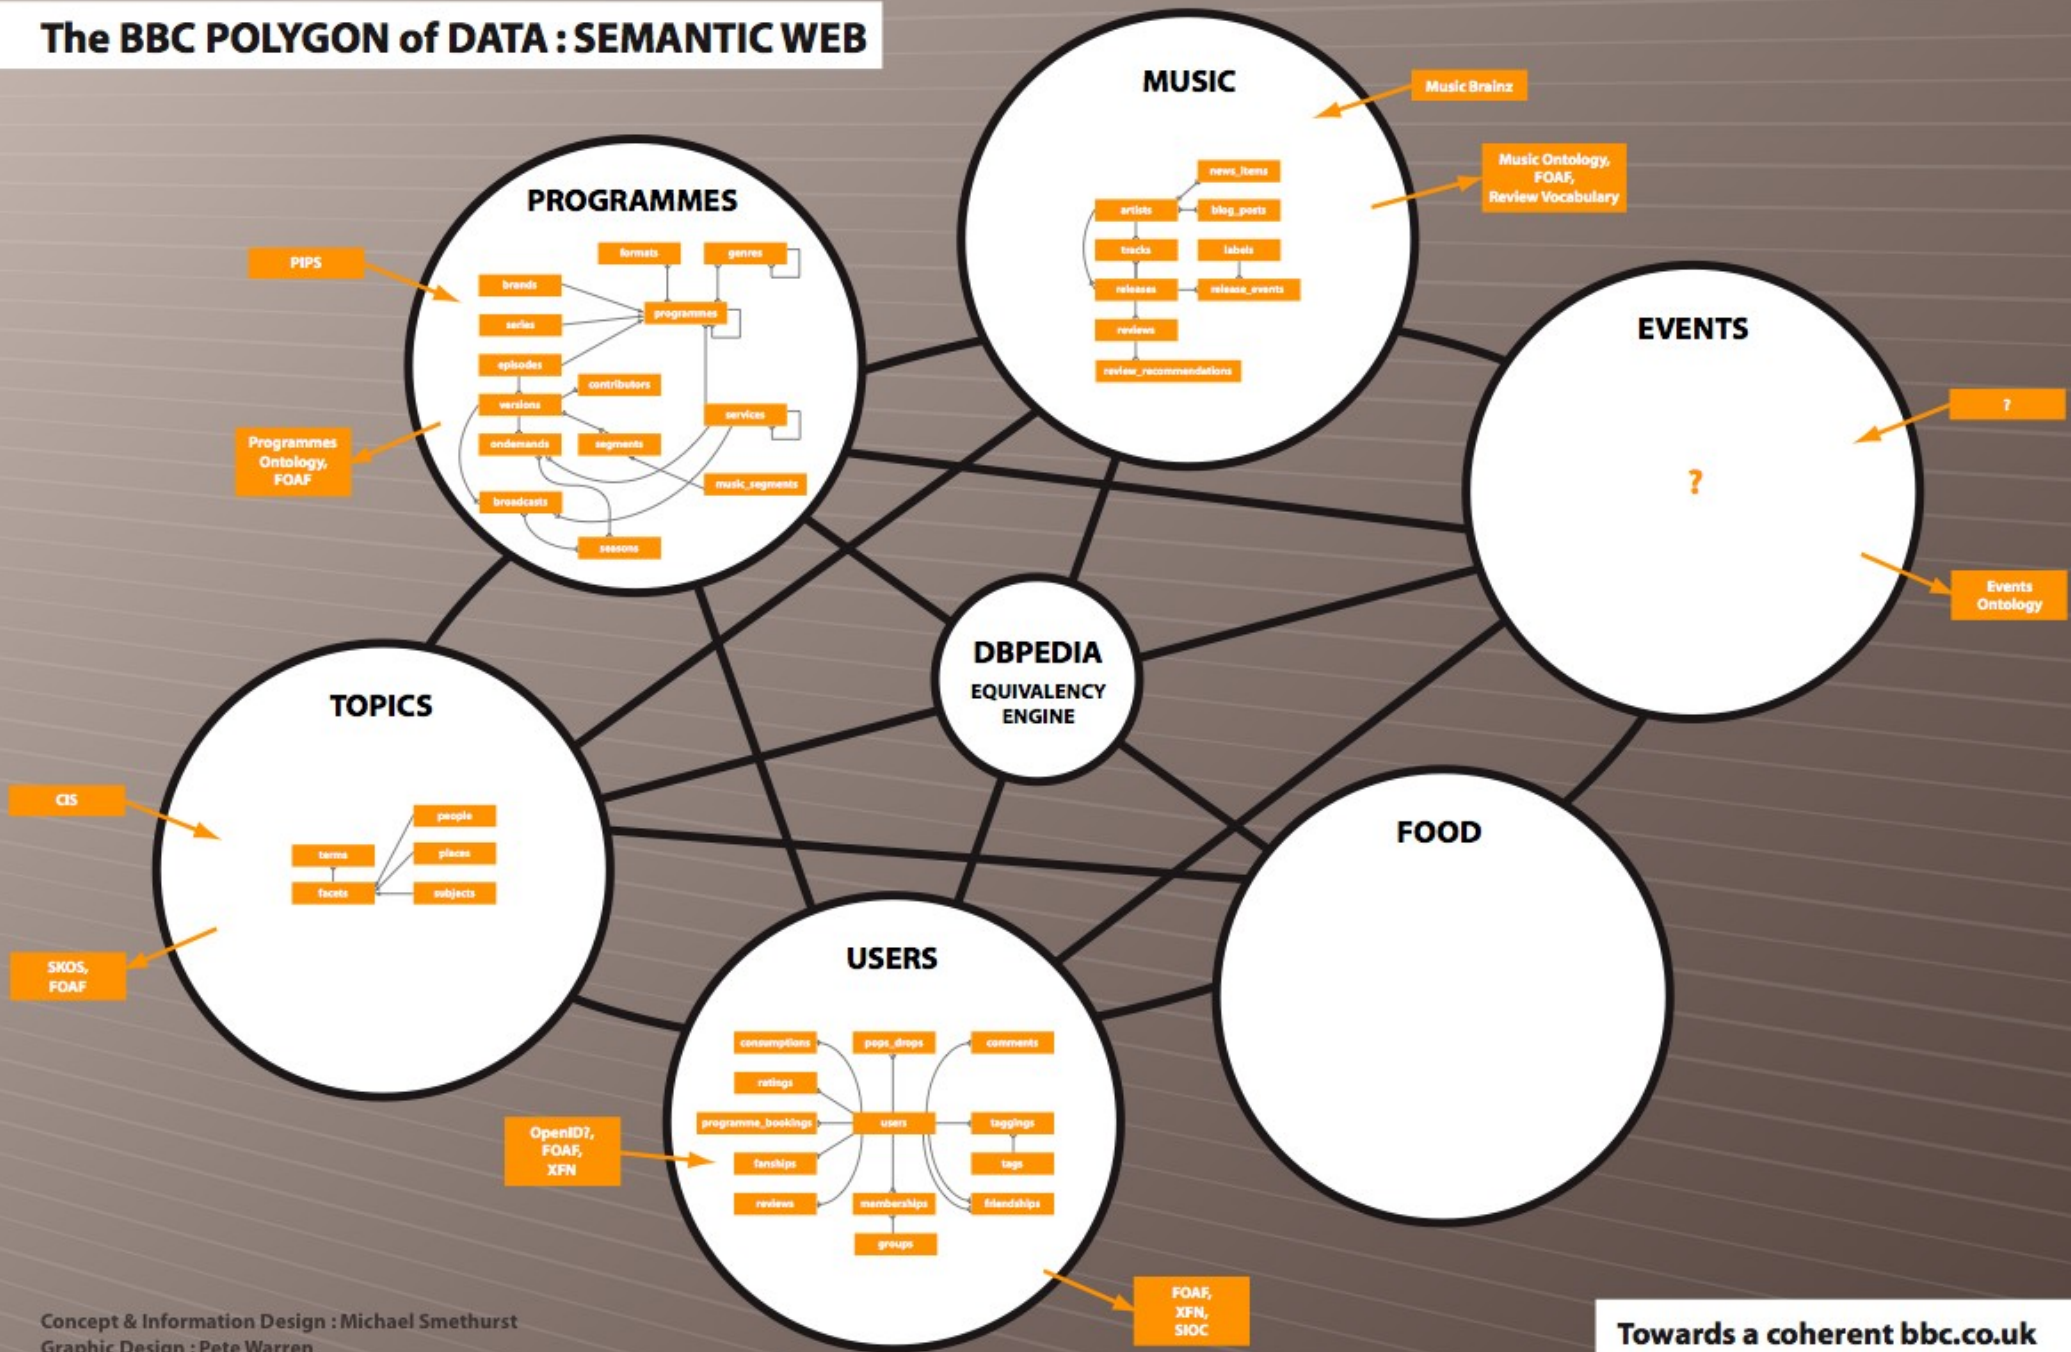 The BBC POLYGON of DATA : SEMANTIC WEB
MUSIC
Music Brainz
Music Ontology,
FOAF,
Review Vocabulary
news_items
artists
blog_posts
tracks
labels
releases
release_events
reviews
review_recommendations
PROGRAMMES
PIPS
formats
genres
brands
programmes
series
episodes
contributors
versions
services
ondemands
segments
music_segments
broadcasts
seasons
Programmes
Ontology,
FOAF
EVENTS
?
?
Events
Ontology
DBPEDIA
EQUIVALENCY
ENGINE
TOPICS
CIS
people
terms
places
facets
subjects
SKOS,
FOAF
FOOD
USERS
consumptions
pops_drops
comments
ratings
programme_bookings
users
taggings
fanships
tags
reviews
memberships
friendships
groups
OpenID?,
FOAF,
XFN
FOAF,
XFN,
SIOC
Concept & Information Design : Michael Smethurst
Graphic Design : Pete Warren
Towards a coherent bbc.co.uk